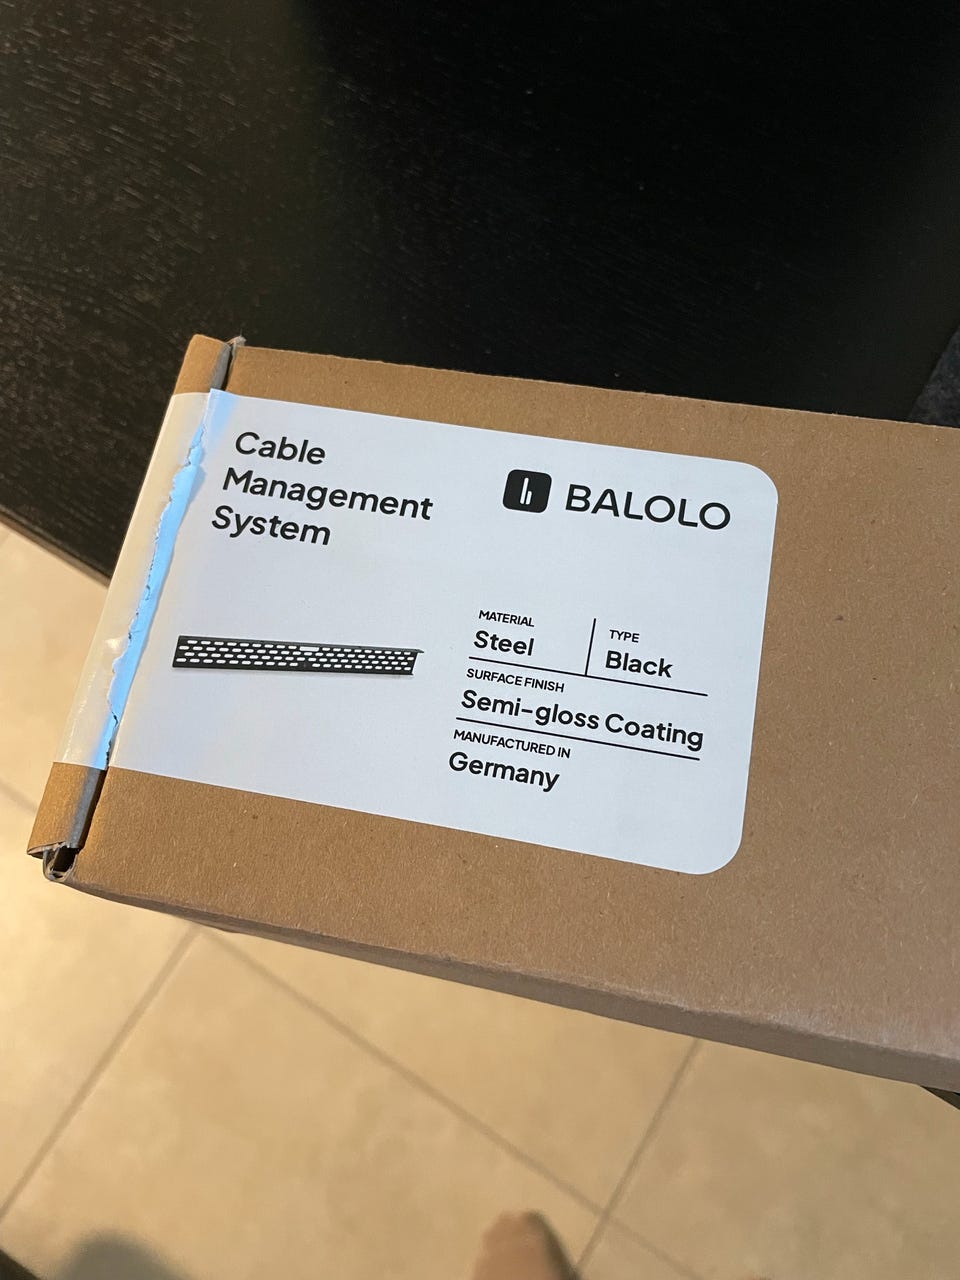 Cable
Management
System
BALOLO
MATERIAL
Steel
TYPE
Black
SURFACE FINISH
Semi-gloss Coating
MANUFACTURED IN
Germany